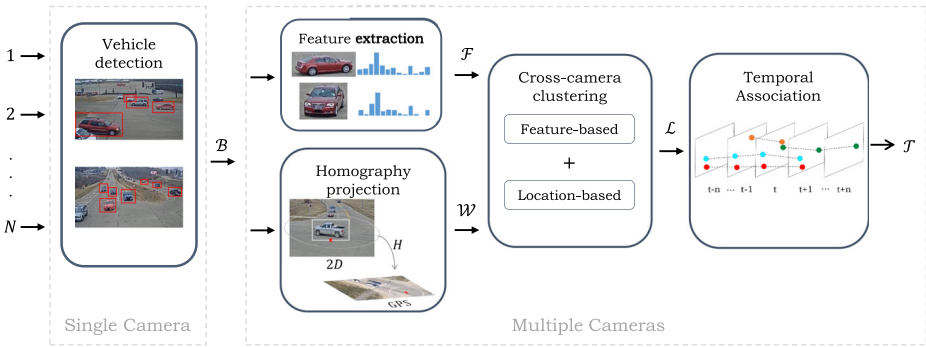 1
2
.
.
.
N
Vehicle
detection
B
Single Camera
Feature extraction
F
Homography
projection
2D
H
GPS
W
Cross-camera
clustering
Feature-based
+
Location-based
L
Temporal
Association
t-n ... t-1 t t+1 ... t+n
T
Multiple Cameras